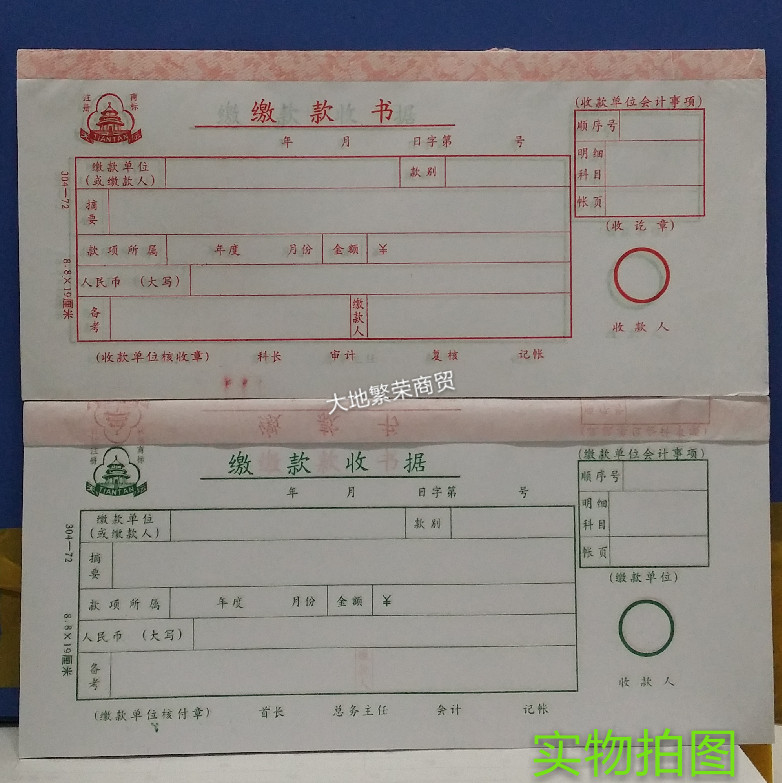 注册 商标
TIANTAN
缴款书
年 月 日字第 号
(收款单位会计事项)
顺序号
明细
科目
帐页
(收讫章)
收款人
304—72
8.8×19厘米
缴款单位
(或缴款人)
款别
摘要
款项所属 年度 月份 金额 ¥
人民币 (大写)
备考
缴款人
(收款单位核收章) 科长 审计 复核 记帐
大地繁荣商贸
注册 商标
TIANTAN
缴款收据
年 月 日字第 号
(缴款单位会计事项)
顺序号
明细
科目
帐页
(缴款单位)
收款人
304—72
8.8×19厘米
缴款单位
(或缴款人)
款别
摘要
款项所属 年度 月份 金额 ¥
人民币 (大写)
备考
(缴款单位核付章) 首长 总务主任 会计 记帐
实物拍图